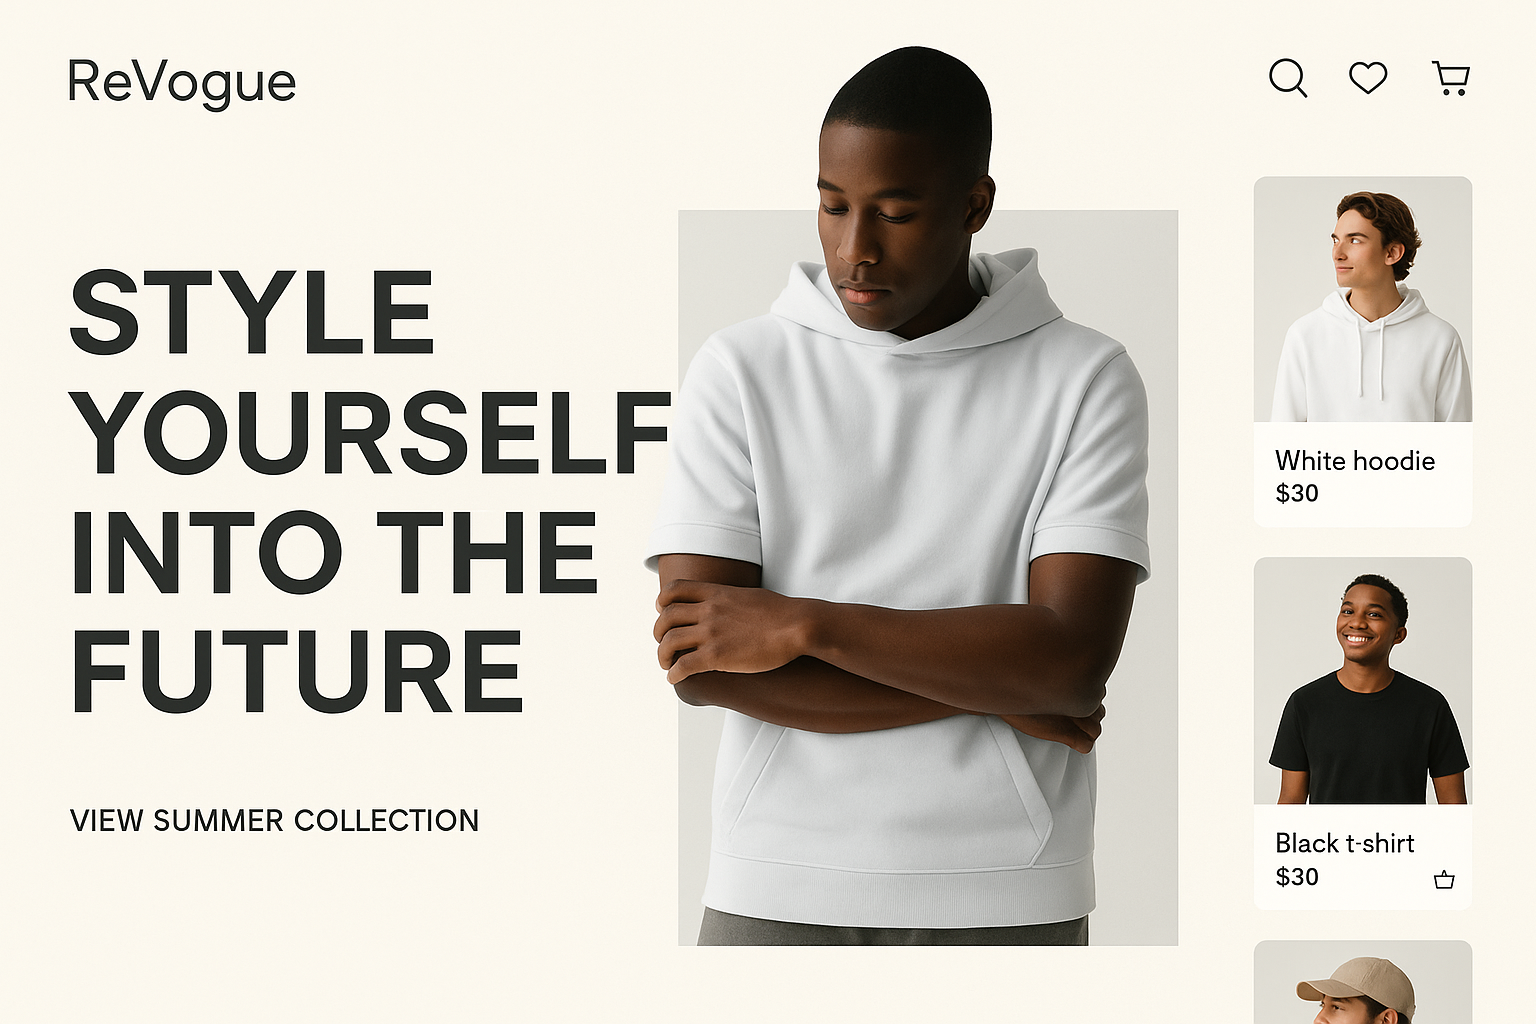 ReVogue
STYLE
YOURSELF
INTO THE
FUTURE
VIEW SUMMER COLLECTION
White hoodie
$30
Black t-shirt
$30